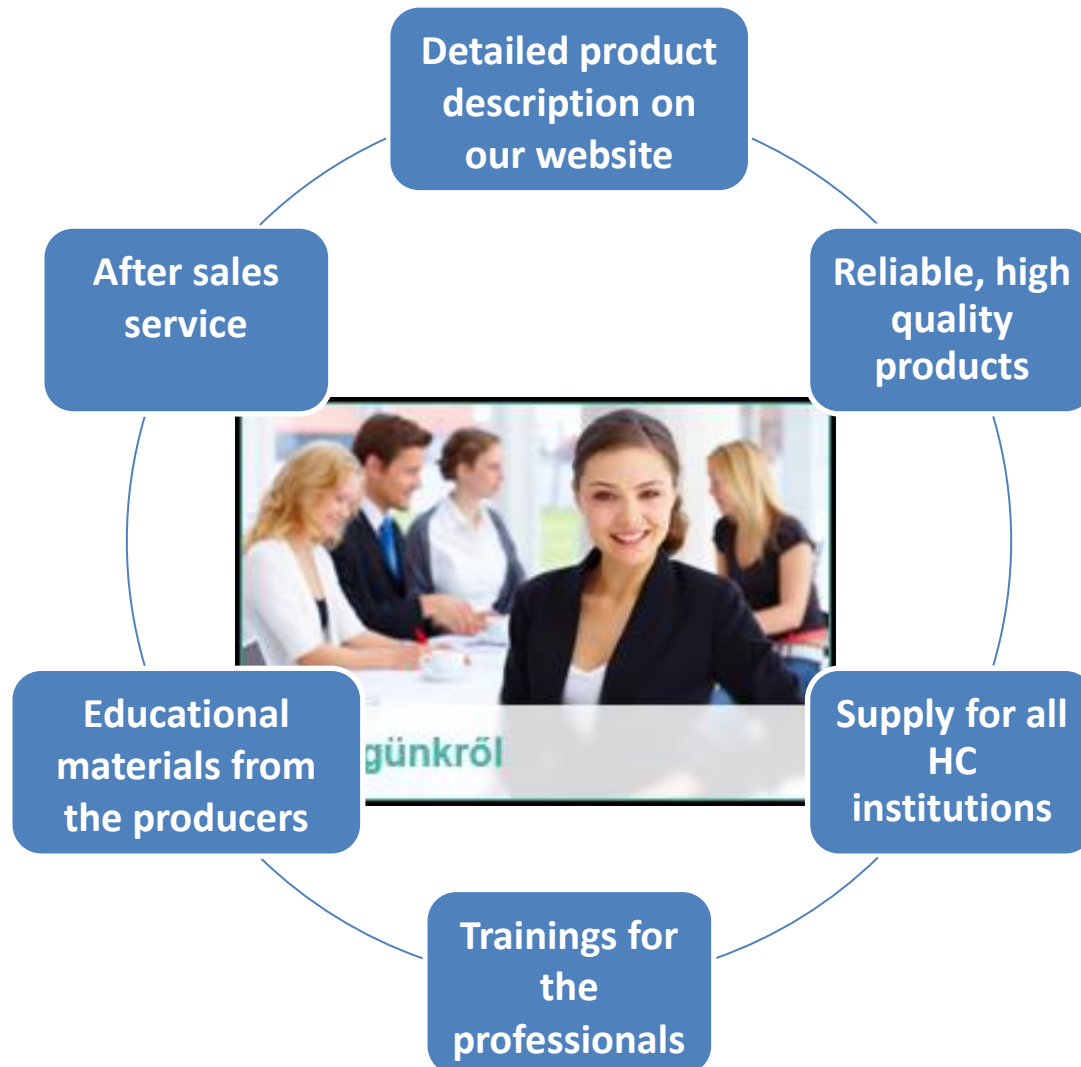 Detailed product
description on
our website
Reliable, high
quality
products
Supply for all
HC
institutions
Trainings for
the
professionals
Educational
materials from
the producers
After sales
service
günkről